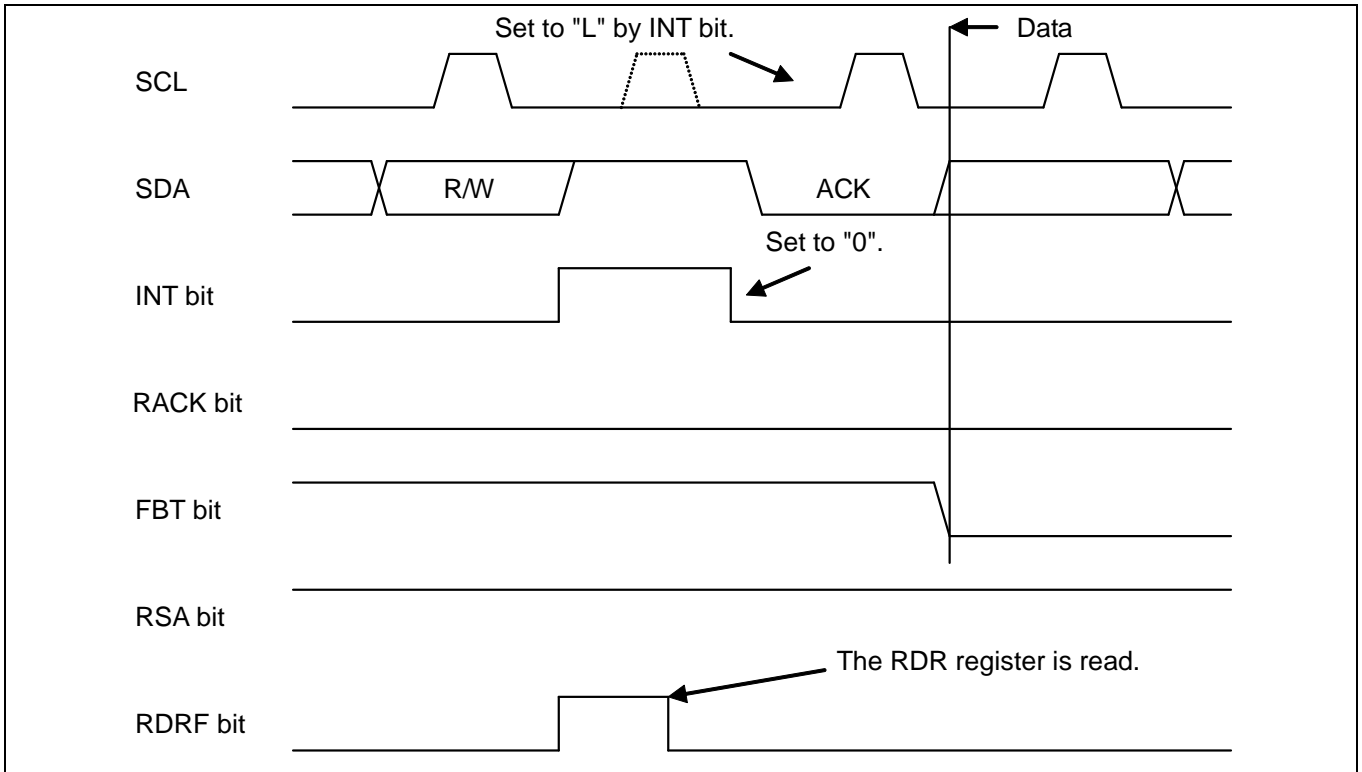 Set to "L" by INT bit.
Data
SCL
SDA
R/W
ACK
Set to "0".
INT bit
RACK bit
FBT bit
RSA bit
The RDR register is read.
RDRF bit